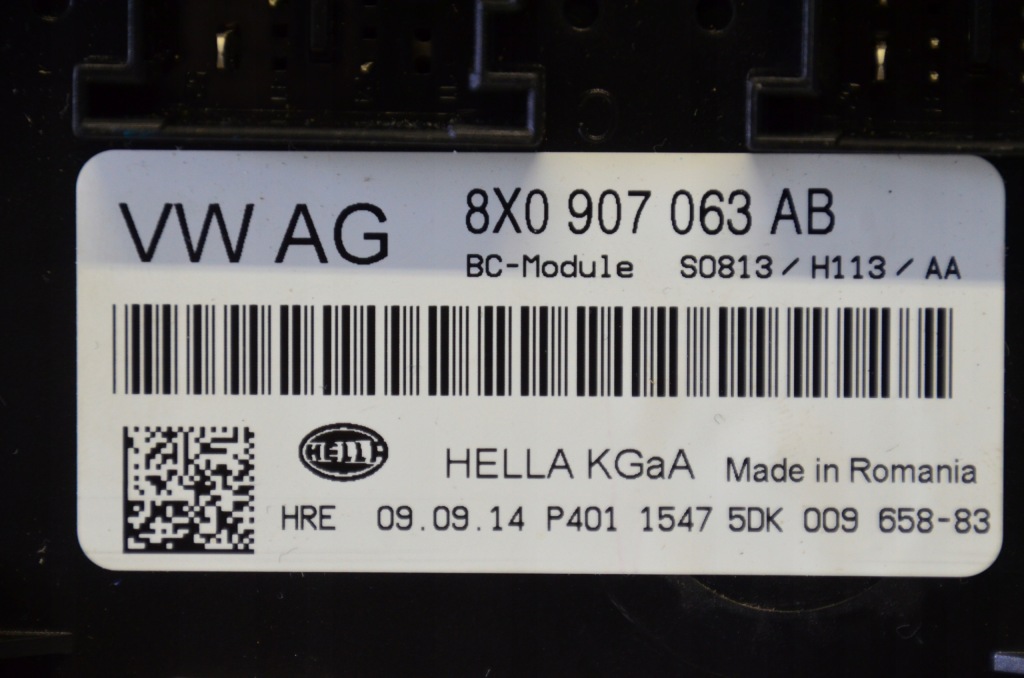 VW AG 8X0 907 063 AB
BC-Module S0813/H113/AA
HELLA HELLA KGaA Made in Romania
HRE 09.09.14 P401 1547 5DK 009 658-83